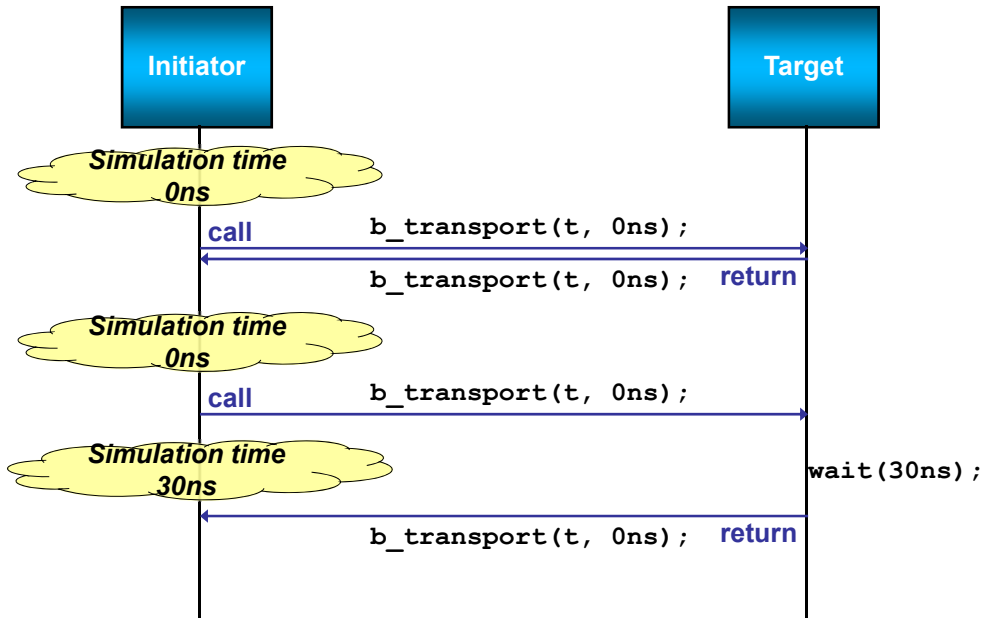 Initiator
Target
Simulation time
0ns
call
b_transport(t, 0ns);
b_transport(t, 0ns);
return
Simulation time
0ns
call
b_transport(t, 0ns);
Simulation time
30ns
wait(30ns);
b_transport(t, 0ns);
return